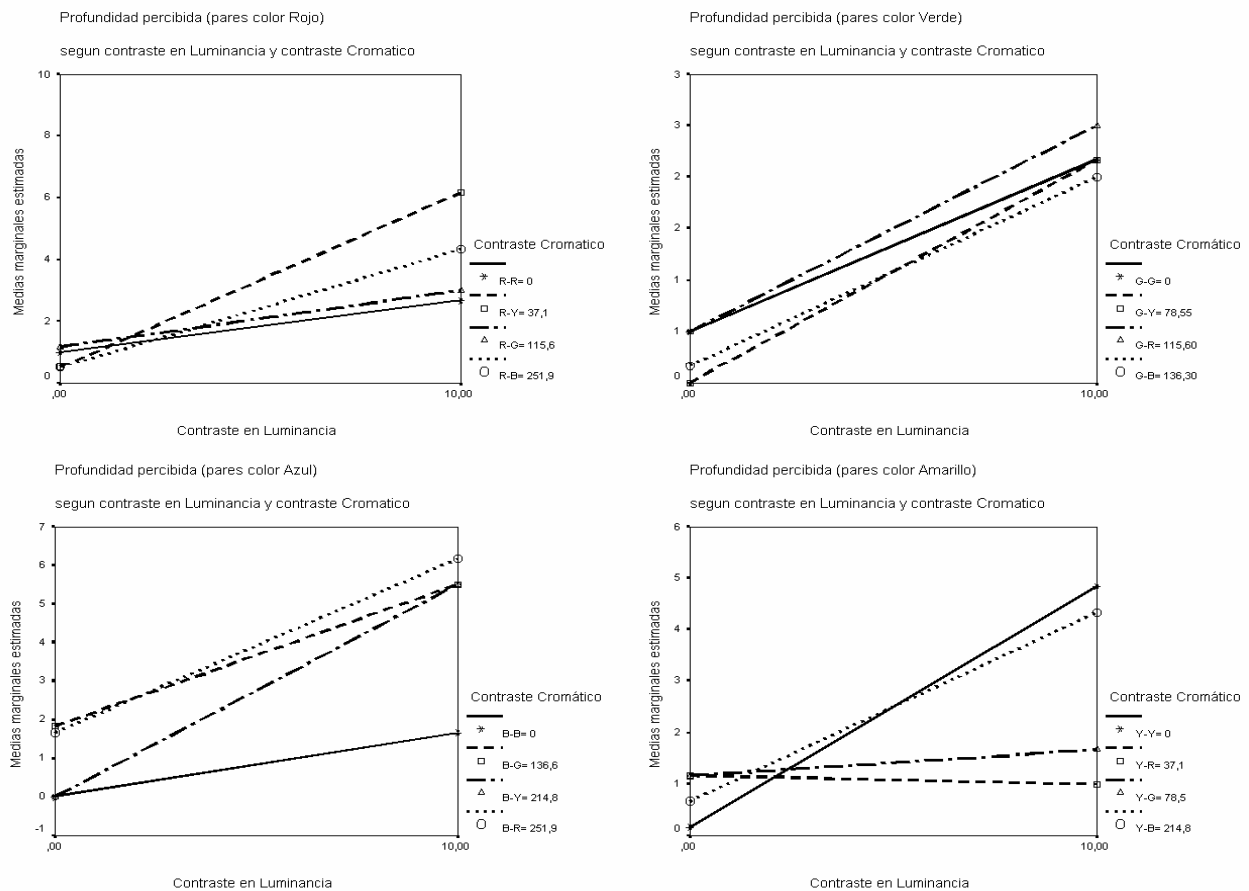 Profundidad percibida (pares color Rojo)
segun contraste en Luminancia y contraste Cromatico
10
8
6
4
2
0
Medias marginales estimadas
,00
10,00
Contraste en Luminancia
Contraste Cromatico
R-R= 0
R-Y= 37,1
R-G= 115,6
R-B= 251,9
Profundidad percibida (pares color Verde)
segun contraste en Luminancia y contraste Cromatico
3
3
2
2
1
1
0
Medias marginales estimadas
,00
10,00
Contraste en Luminancia
Contraste Cromático
G-G= 0
G-Y= 78,55
G-R= 115,60
G-B= 136,30
Profundidad percibida (pares color Azul)
segun contraste en Luminancia y contraste Cromatico
7
6
5
4
3
2
1
0
-1
Medias marginales estimadas
,00
10,00
Contraste en Luminancia
Contraste Cromático
B-B= 0
B-G= 136,6
B-Y= 214,8
B-R= 251,9
Profundidad percibida (pares color Amarillo)
segun contraste en Luminancia y contraste Cromatico
6
5
4
3
2
1
0
Medias marginales estimadas
,00
10,00
Contraste en Luminancia
Contraste Cromático
Y-Y= 0
Y-R= 37,1
Y-G= 78,5
Y-B= 214,8